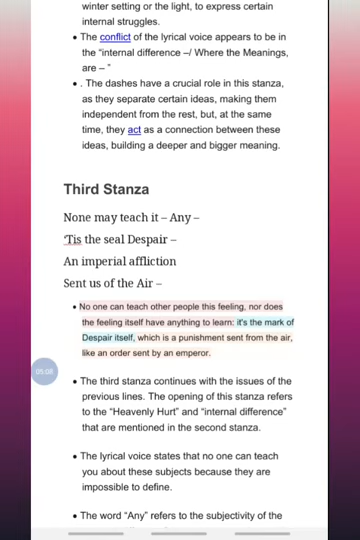 winter setting or the light, to express certain
internal struggles.
• The conflict of the lyrical voice appears to be in
the “internal difference –/ Where the Meanings,
are – ”
• . The dashes have a crucial role in this stanza,
as they separate certain ideas, making them
independent from the rest, but, at the same
time, they act as a connection between these
ideas, building a deeper and bigger meaning.
Third Stanza
None may teach it – Any –
‘Tis the seal Despair –
An imperial affliction
Sent us of the Air –
• No one can teach other people this feeling, nor does
the feeling itself have anything to learn: it's the mark of
Despair itself, which is a punishment sent from the air,
like an order sent by an emperor.
• The third stanza continues with the issues of the
previous lines. The opening of this stanza refers
to the “Heavenly Hurt” and “internal difference”
that are mentioned in the second stanza.
• The lyrical voice states that no one can teach
you about these subjects because they are
impossible to define.
• The word “Any” refers to the subjectivity of the